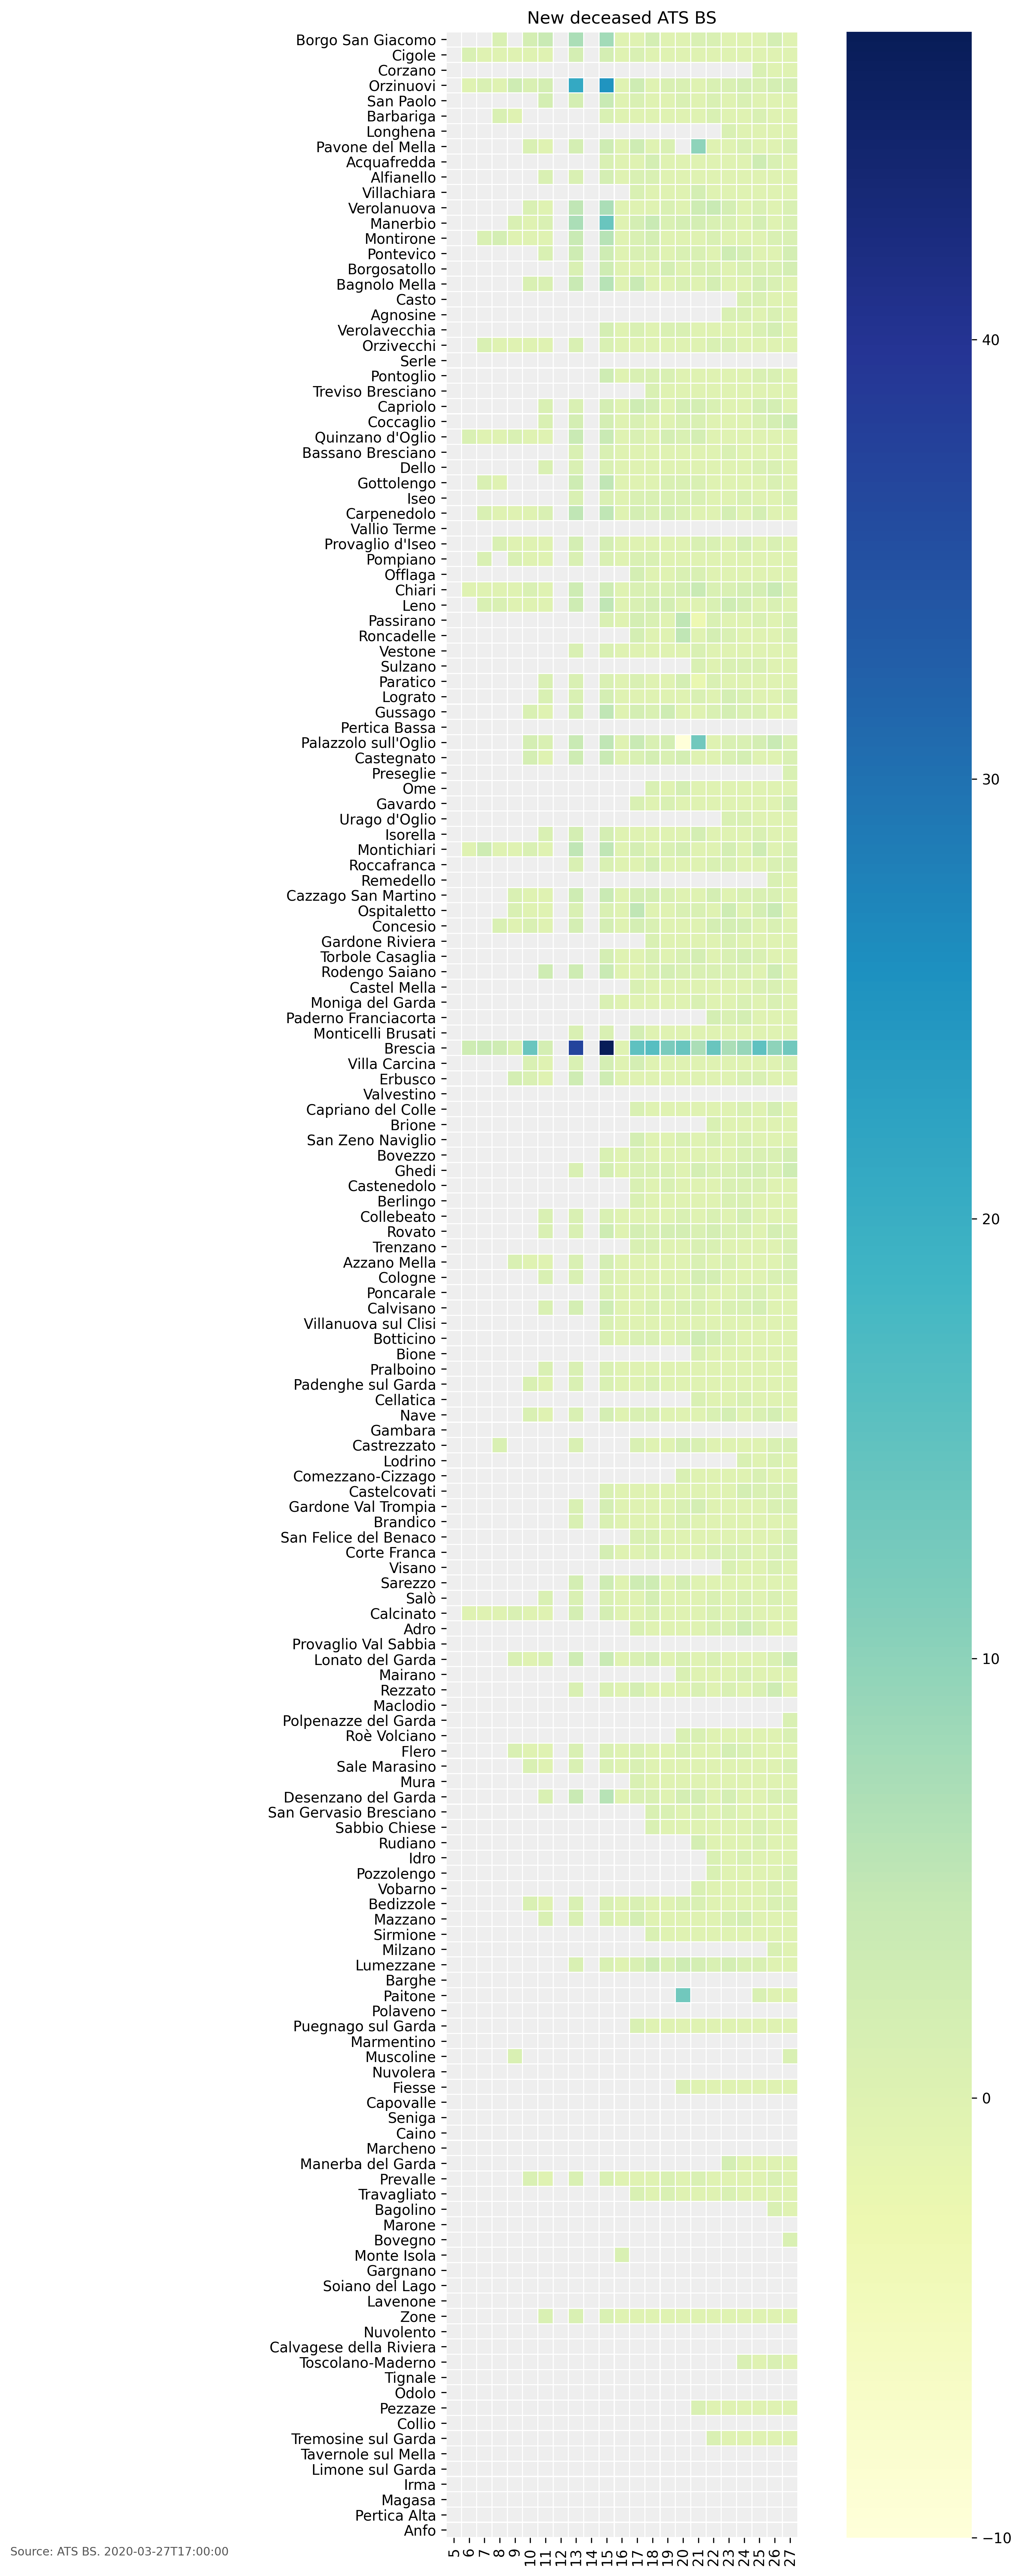 New deceased ATS BS
Borgo San Giacomo
Cigole
Corzano
Orzinuovi
San Paolo
Barbariga
Longhena
Pavone del Mella
Acquafredda
Alfianello
Villachiara
Verolanuova
Manerbio
Montirone
Pontevico
Borgosatollo
Bagnolo Mella
Casto
Agnosine
Verolavecchia
Orzivecchi
Serle
Pontoglio
Treviso Bresciano
Capriolo
Coccaglio
Quinzano d'Oglio
Bassano Bresciano
Dello
Gottolengo
Iseo
Carpenedolo
Vallio Terme
Provaglio d'Iseo
Pompiano
Offlaga
Chiari
Leno
Passirano
Roncadelle
Vestone
Sulzano
Paratico
Lograto
Gussago
Pertica Bassa
Palazzolo sull'Oglio
Castegnato
Preseglie
Ome
Gavardo
Urago d'Oglio
Isorella
Montichiari
Roccafranca
Remedello
Cazzago San Martino
Ospitaletto
Concesio
Gardone Riviera
Torbole Casaglia
Rodengo Saiano
Castel Mella
Moniga del Garda
Paderno Franciacorta
Monticelli Brusati
Brescia
Villa Carcina
Erbusco
Valvestino
Capriano del Colle
Brione
San Zeno Naviglio
Bovezzo
Ghedi
Castenedolo
Berlingo
Collebeato
Rovato
Trenzano
Azzano Mella
Cologne
Poncarale
Calvisano
Villanuova sul Clisi
Botticino
Bione
Pralboino
Padenghe sul Garda
Cellatica
Nave
Gambara
Castrezzato
Lodrino
Comezzano-Cizzago
Castelcovati
Gardone Val Trompia
Brandico
San Felice del Benaco
Corte Franca
Visano
Sarezzo
Salò
Calcinato
Adro
Provaglio Val Sabbia
Lonato del Garda
Mairano
Rezzato
Maclodio
Polpenazze del Garda
Roè Volciano
Flero
Sale Marasino
Mura
Desenzano del Garda
San Gervasio Bresciano
Sabbio Chiese
Rudiano
Idro
Pozzolengo
Vobarno
Bedizzole
Mazzano
Sirmione
Milzano
Lumezzane
Barghe
Paitone
Polaveno
Puegnago sul Garda
Marmentino
Muscoline
Nuvolera
Fiesse
Capovalle
Seniga
Caino
Marcheno
Manerba del Garda
Prevalle
Travagliato
Bagolino
Marone
Bovegno
Monte Isola
Gargnano
Soiano del Lago
Lavenone
Zone
Nuvolento
Calvagese della Riviera
Toscolano-Maderno
Tignale
Odolo
Pezzaze
Collio
Tremosine sul Garda
Tavernole sul Mella
Limone sul Garda
Irma
Magasa
Pertica Alta
Anfo
5 6 7 8 9 10 11 12 13 14 15 16 17 18 19 20 21 22 23 24 25 26 27
40
30
20
10
0
−10
Source: ATS BS. 2020-03-27T17:00:00